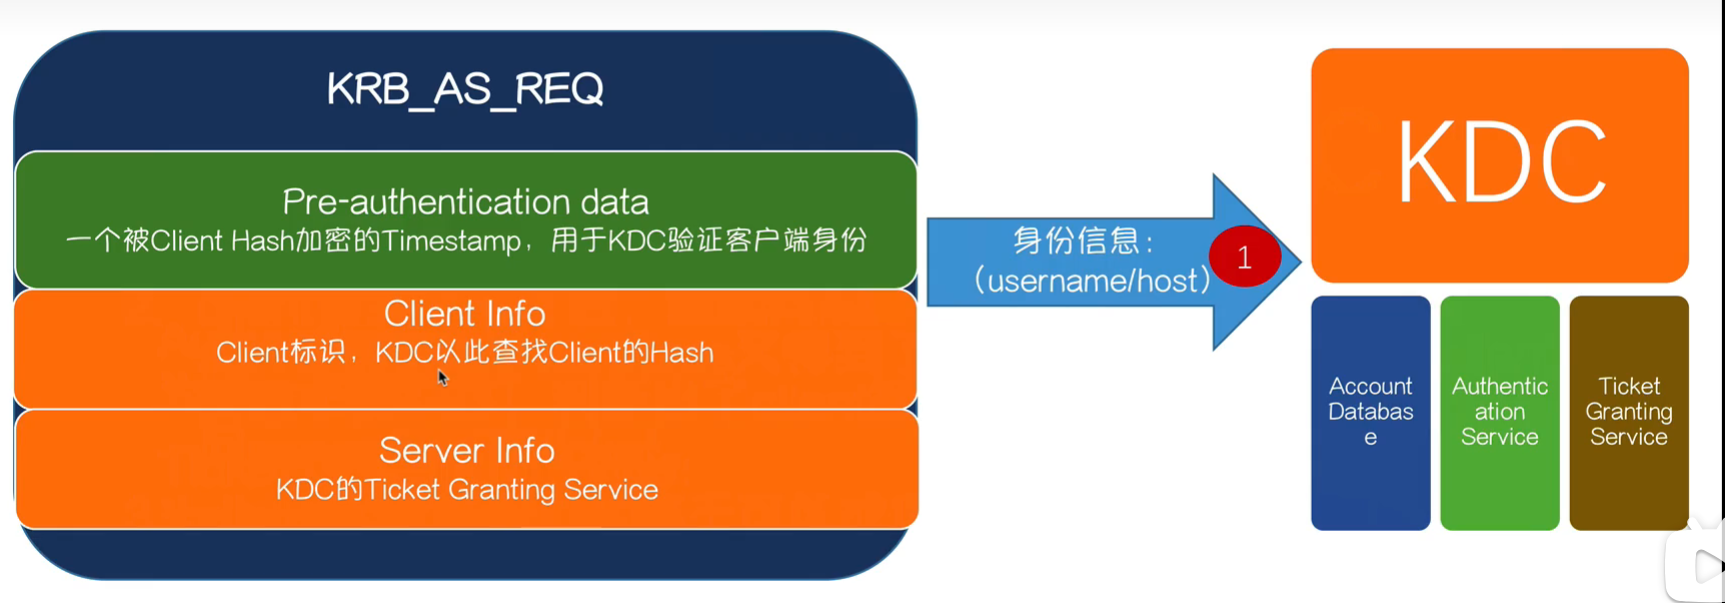 KRB_AS_REQ
Pre-authentication data
一个被Client Hash加密的Timestamp，用于KDC验证客户端身份
Client Info
Client标识，KDC以此查找Client的Hash
Server Info
KDC的Ticket Granting Service
身份信息：
（username/host）
1
KDC
Account
Databas
e
Authentic
ation
Service
Ticket
Granting
Service